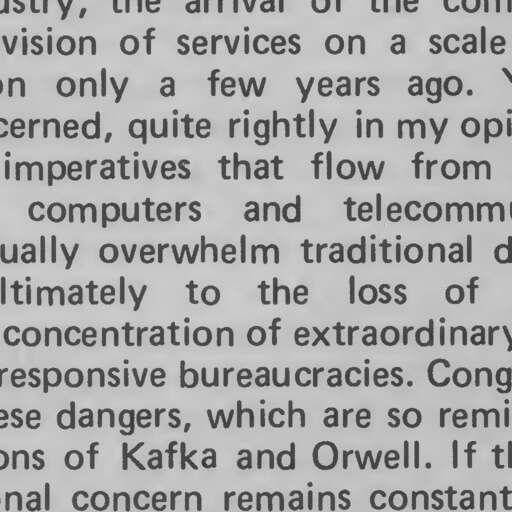 ustry, the arrival of the com
vision of services on a scale
on only a few years ago.
cerned, quite rightly in my opi
imperatives that flow from
computers and telecommu
ually overwhelm traditional d
ltimately to the loss of
concentration of extraordinary
responsive bureaucracies. Cong
ese dangers, which are so remi
ons of Kafka and Orwell. If th
onal concern remains constant